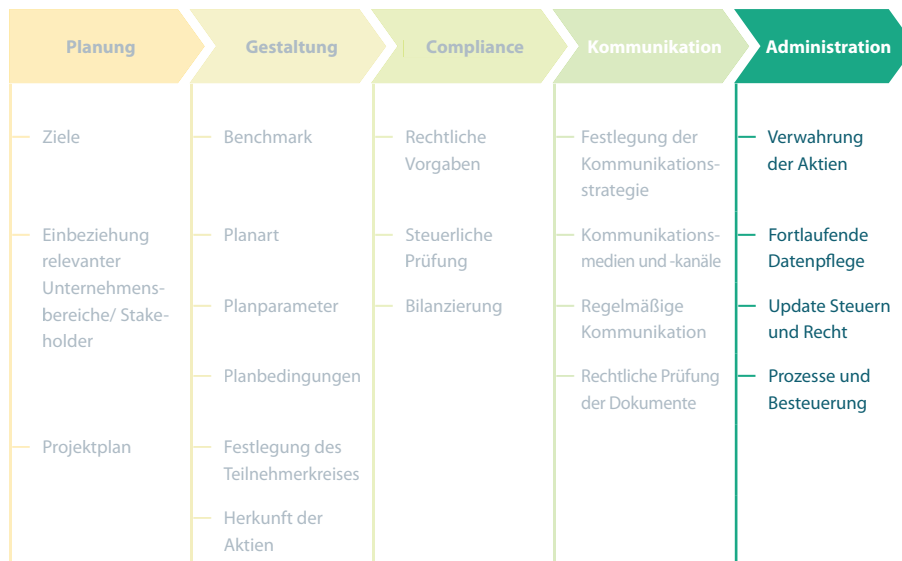 Planung
Gestaltung
Compliance
Kommunikation
Administration
Ziele
Einbeziehung
relevanter
Unternehmens-
bereiche/ Stake-
holder
Projektplan
Benchmark
Planart
Planparameter
Planbedingungen
Festlegung des
Teilnehmerkreises
Herkunft der
Aktien
Rechtliche
Vorgaben
Steuerliche
Prüfung
Bilanzierung
Festlegung der
Kommunikations-
strategie
Kommunikations-
medien und -kanäle
Regelmäßige
Kommunikation
Rechtliche Prüfung
der Dokumente
Verwahrung
der Aktien
Fortlaufende
Datenpflege
Update Steuern
und Recht
Prozesse und
Besteuerung